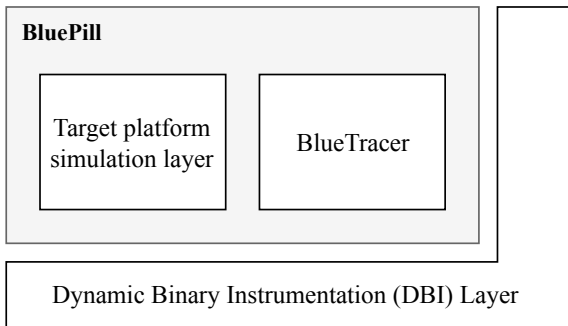 BluePill
Target platform
simulation layer
BlueTracer
Dynamic Binary Instrumentation (DBI) Layer